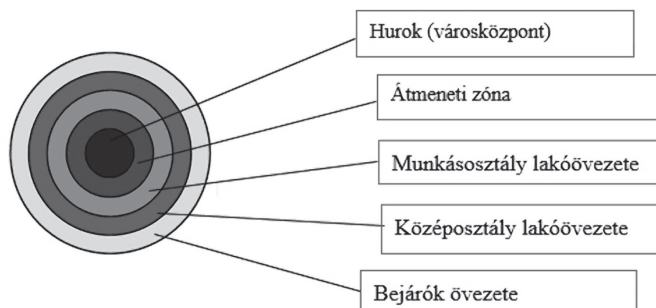 Hurok (városközpont)
Átmeneti zóna
Munkásosztály lakóövezete
Középosztály lakóövezete
Bejárók övezete